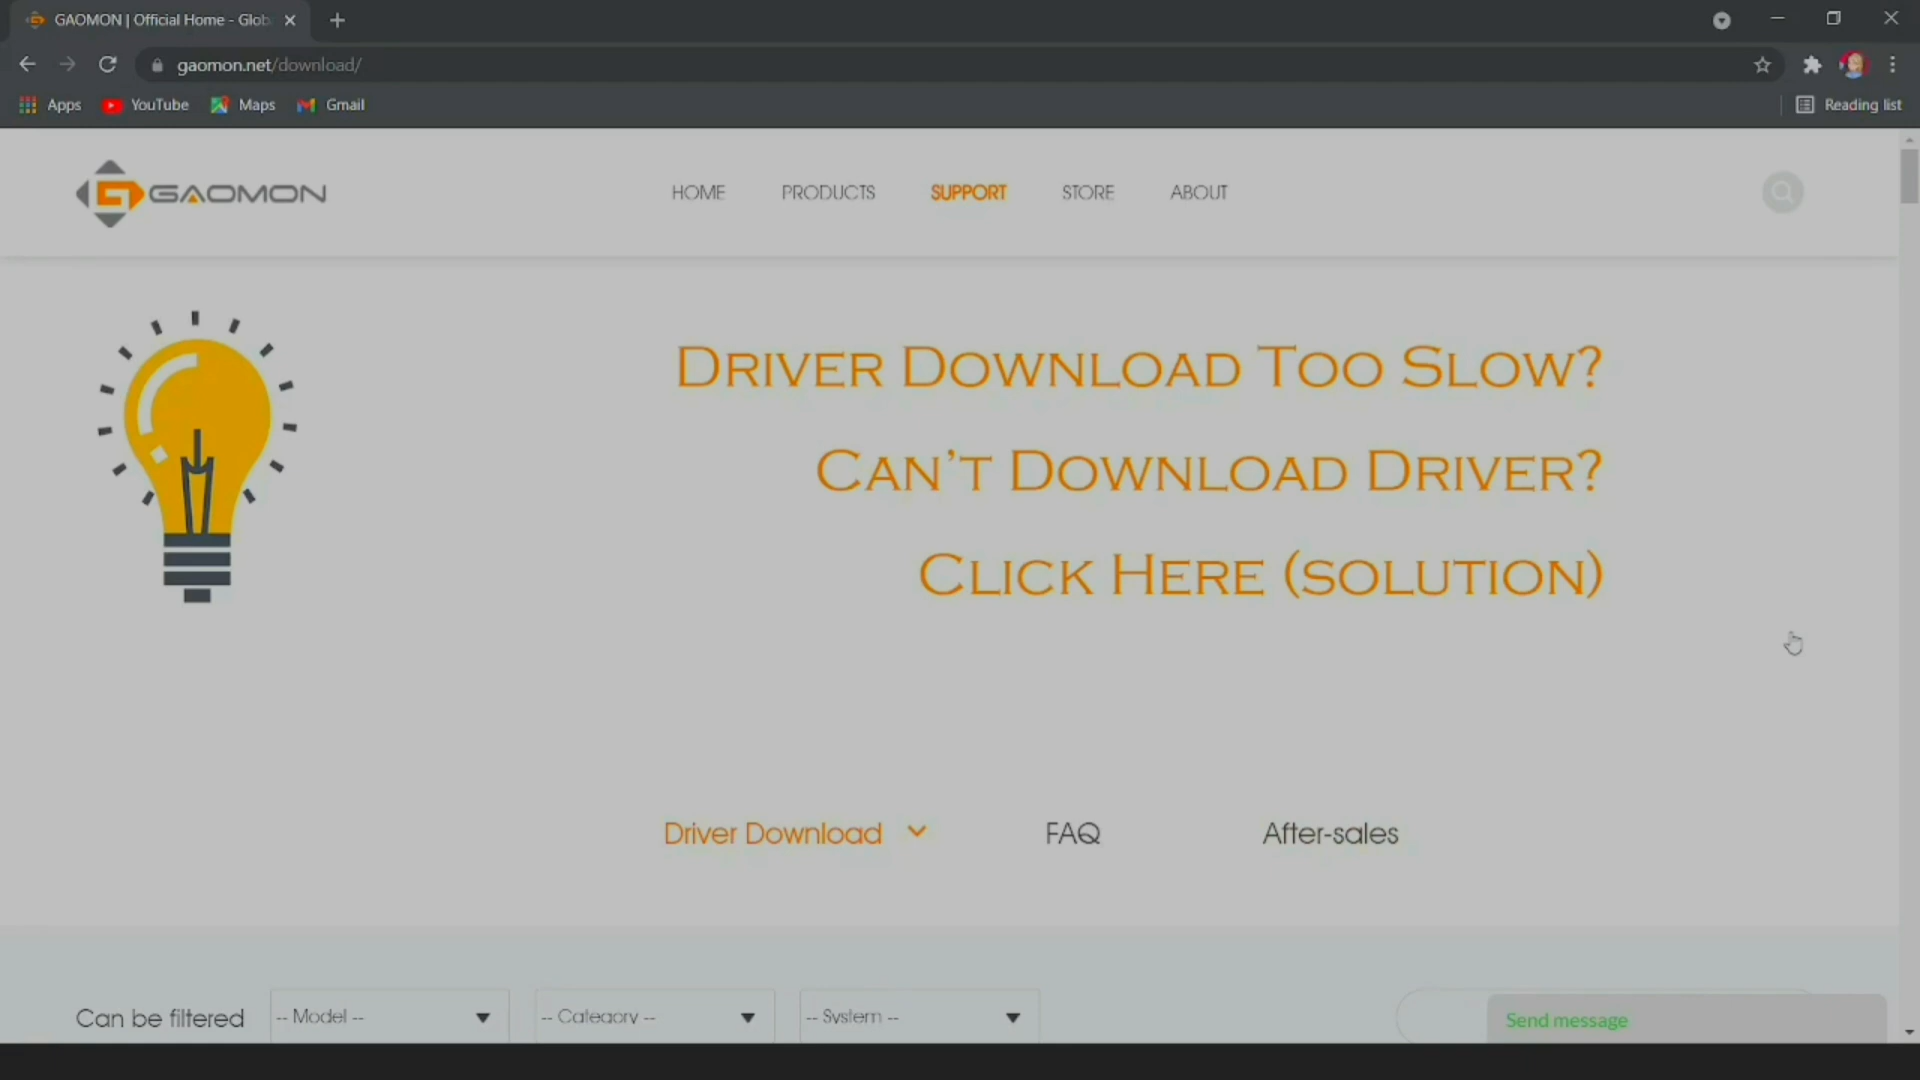 GAOMON | Official Home - Glob
gaomon.net/download/
Apps YouTube Maps Gmail Reading list
GAOMON HOME PRODUCTS SUPPORT STORE ABOUT
DRIVER DOWNLOAD TOO SLOW?
CAN'T DOWNLOAD DRIVER?
CLICK HERE (SOLUTION)
Driver Download FAQ After-sales
Can be filtered -- Model -- -- Category -- -- System -- Send message